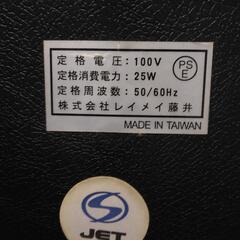 定格電圧：100V
定格消費電力：25W
定格周波数：50/60Hz
株式会社レイメイ藤井
PS
E
MADE IN TAIWAN
S
JET